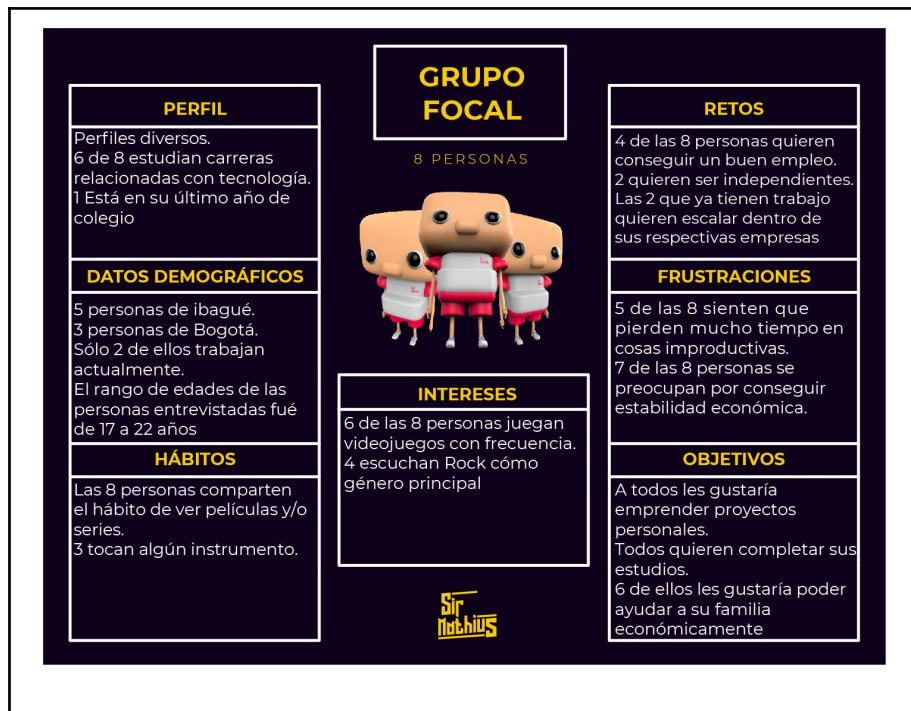 GRUPO
FOCAL
8 PERSONAS
PERFIL
Perfiles diversos.
6 de 8 estudian carreras
relacionadas con tecnología.
1 Está en su último año de
colegio
DATOS DEMOGRÁFICOS
5 personas de ibagué.
3 personas de Bogotá.
Sólo 2 de ellos trabajan
actualmente.
El rango de edades de las
personas entrevistadas fué
de 17 a 22 años
HÁBITOS
Las 8 personas comparten
el hábito de ver películas y/o
series.
3 tocan algún instrumento.
INTERESES
6 de las 8 personas juegan
videojuegos con frecuencia.
4 escuchan Rock cómo
género principal
Sir
Mathius
RETOS
4 de las 8 personas quieren
conseguir un buen empleo.
2 quieren ser independientes.
Las 2 que ya tienen trabajo
quieren escalar dentro de
sus respectivas empresas
FRUSTRACIONES
5 de las 8 sienten que
pierden mucho tiempo en
cosas improductivas.
7 de las 8 personas se
preocupan por conseguir
estabilidad económica.
OBJETIVOS
A todos les gustaría
emprender proyectos
personales.
Todos quieren completar sus
estudios.
6 de ellos les gustaría poder
ayudar a su familia
económicamente